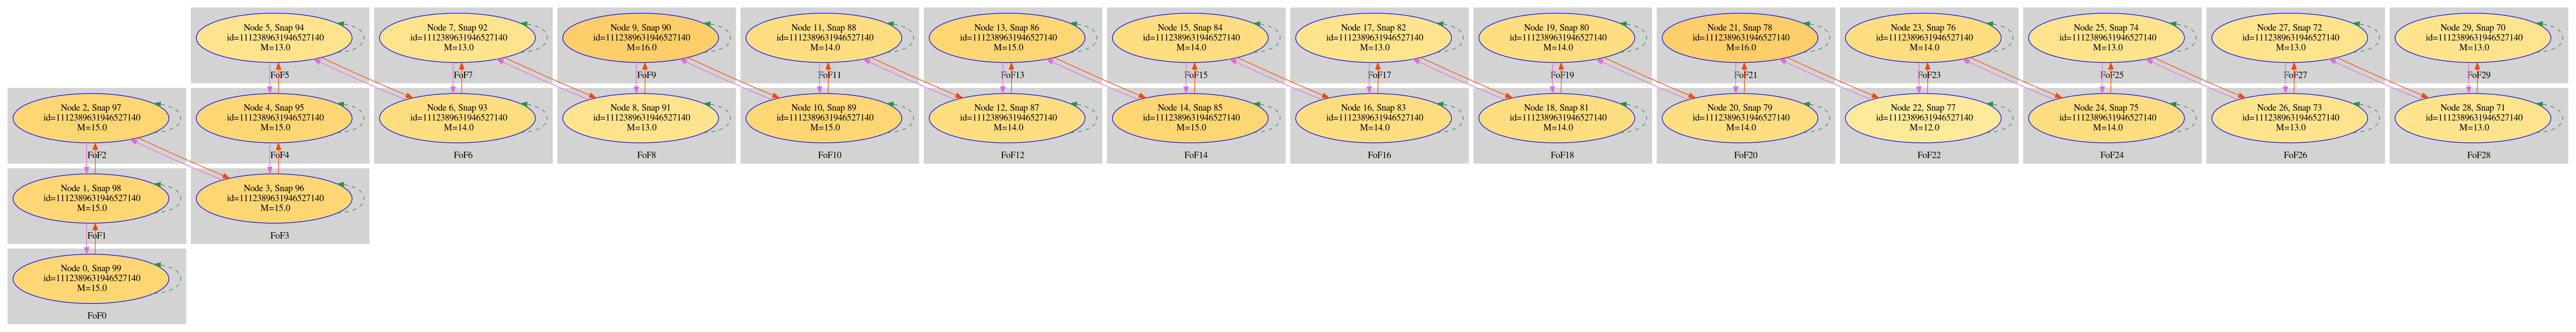 Node 5, Snap 94
id=1112389631946527140
M=13.0
FoF5
Node 7, Snap 92
id=1112389631946527140
M=13.0
FoF7
Node 9, Snap 90
id=1112389631946527140
M=16.0
FoF9
Node 11, Snap 88
id=1112389631946527140
M=14.0
FoF11
Node 13, Snap 86
id=1112389631946527140
M=15.0
FoF13
Node 15, Snap 84
id=1112389631946527140
M=14.0
FoF15
Node 17, Snap 82
id=1112389631946527140
M=13.0
FoF17
Node 19, Snap 80
id=1112389631946527140
M=14.0
FoF19
Node 21, Snap 78
id=1112389631946527140
M=16.0
FoF21
Node 23, Snap 76
id=1112389631946527140
M=14.0
FoF23
Node 25, Snap 74
id=1112389631946527140
M=13.0
FoF25
Node 27, Snap 72
id=1112389631946527140
M=13.0
FoF27
Node 29, Snap 70
id=1112389631946527140
M=13.0
FoF29
Node 2, Snap 97
id=1112389631946527140
M=15.0
FoF2
Node 4, Snap 95
id=1112389631946527140
M=15.0
FoF4
Node 6, Snap 93
id=1112389631946527140
M=14.0
FoF6
Node 8, Snap 91
id=1112389631946527140
M=13.0
FoF8
Node 10, Snap 89
id=1112389631946527140
M=15.0
FoF10
Node 12, Snap 87
id=1112389631946527140
M=14.0
FoF12
Node 14, Snap 85
id=1112389631946527140
M=15.0
FoF14
Node 16, Snap 83
id=1112389631946527140
M=14.0
FoF16
Node 18, Snap 81
id=1112389631946527140
M=14.0
FoF18
Node 20, Snap 79
id=1112389631946527140
M=14.0
FoF20
Node 22, Snap 77
id=1112389631946527140
M=12.0
FoF22
Node 24, Snap 75
id=1112389631946527140
M=14.0
FoF24
Node 26, Snap 73
id=1112389631946527140
M=13.0
FoF26
Node 28, Snap 71
id=1112389631946527140
M=13.0
FoF28
Node 1, Snap 98
id=1112389631946527140
M=15.0
FoF1
Node 3, Snap 96
id=1112389631946527140
M=15.0
FoF3
Node 0, Snap 99
id=1112389631946527140
M=15.0
FoF0